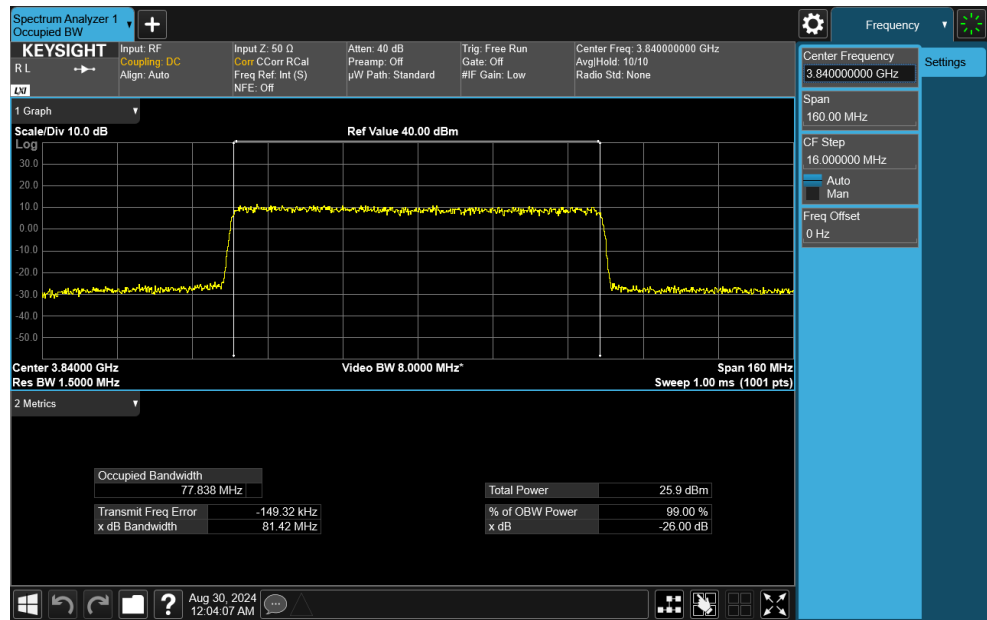 Spectrum Analyzer 1
Occupied BW
Frequency
KEYSIGHT
R L
LXI
Input: RF
Coupling: DC
Align: Auto
Input Z: 50 Ω
Corr CCorr RCal
Freq Ref: Int (S)
NFE: Off
Atten: 40 dB
Preamp: Off
µW Path: Standard
Trig: Free Run
Gate: Off
#IF Gain: Low
Center Freq: 3.840000000 GHz
Avg|Hold: 10/10
Radio Std: None
Center Frequency
3.840000000 GHz
Settings
Span
160.00 MHz
CF Step
16.000000 MHz
Auto
Man
Freq Offset
0 Hz
1 Graph
Scale/Div 10.0 dB
Ref Value 40.00 dBm
Log
30.0
20.0
10.0
0.00
-10.0
-20.0
-30.0
-40.0
-50.0
Center 3.84000 GHz
Video BW 8.0000 MHz*
Span 160 MHz
Res BW 1.5000 MHz
Sweep 1.00 ms (1001 pts)
2 Metrics
Occupied Bandwidth
77.838 MHz
Total Power 25.9 dBm
Transmit Freq Error -149.32 kHz
% of OBW Power 99.00 %
x dB Bandwidth 81.42 MHz
x dB -26.00 dB
?
Aug 30, 2024
12:04:07 AM